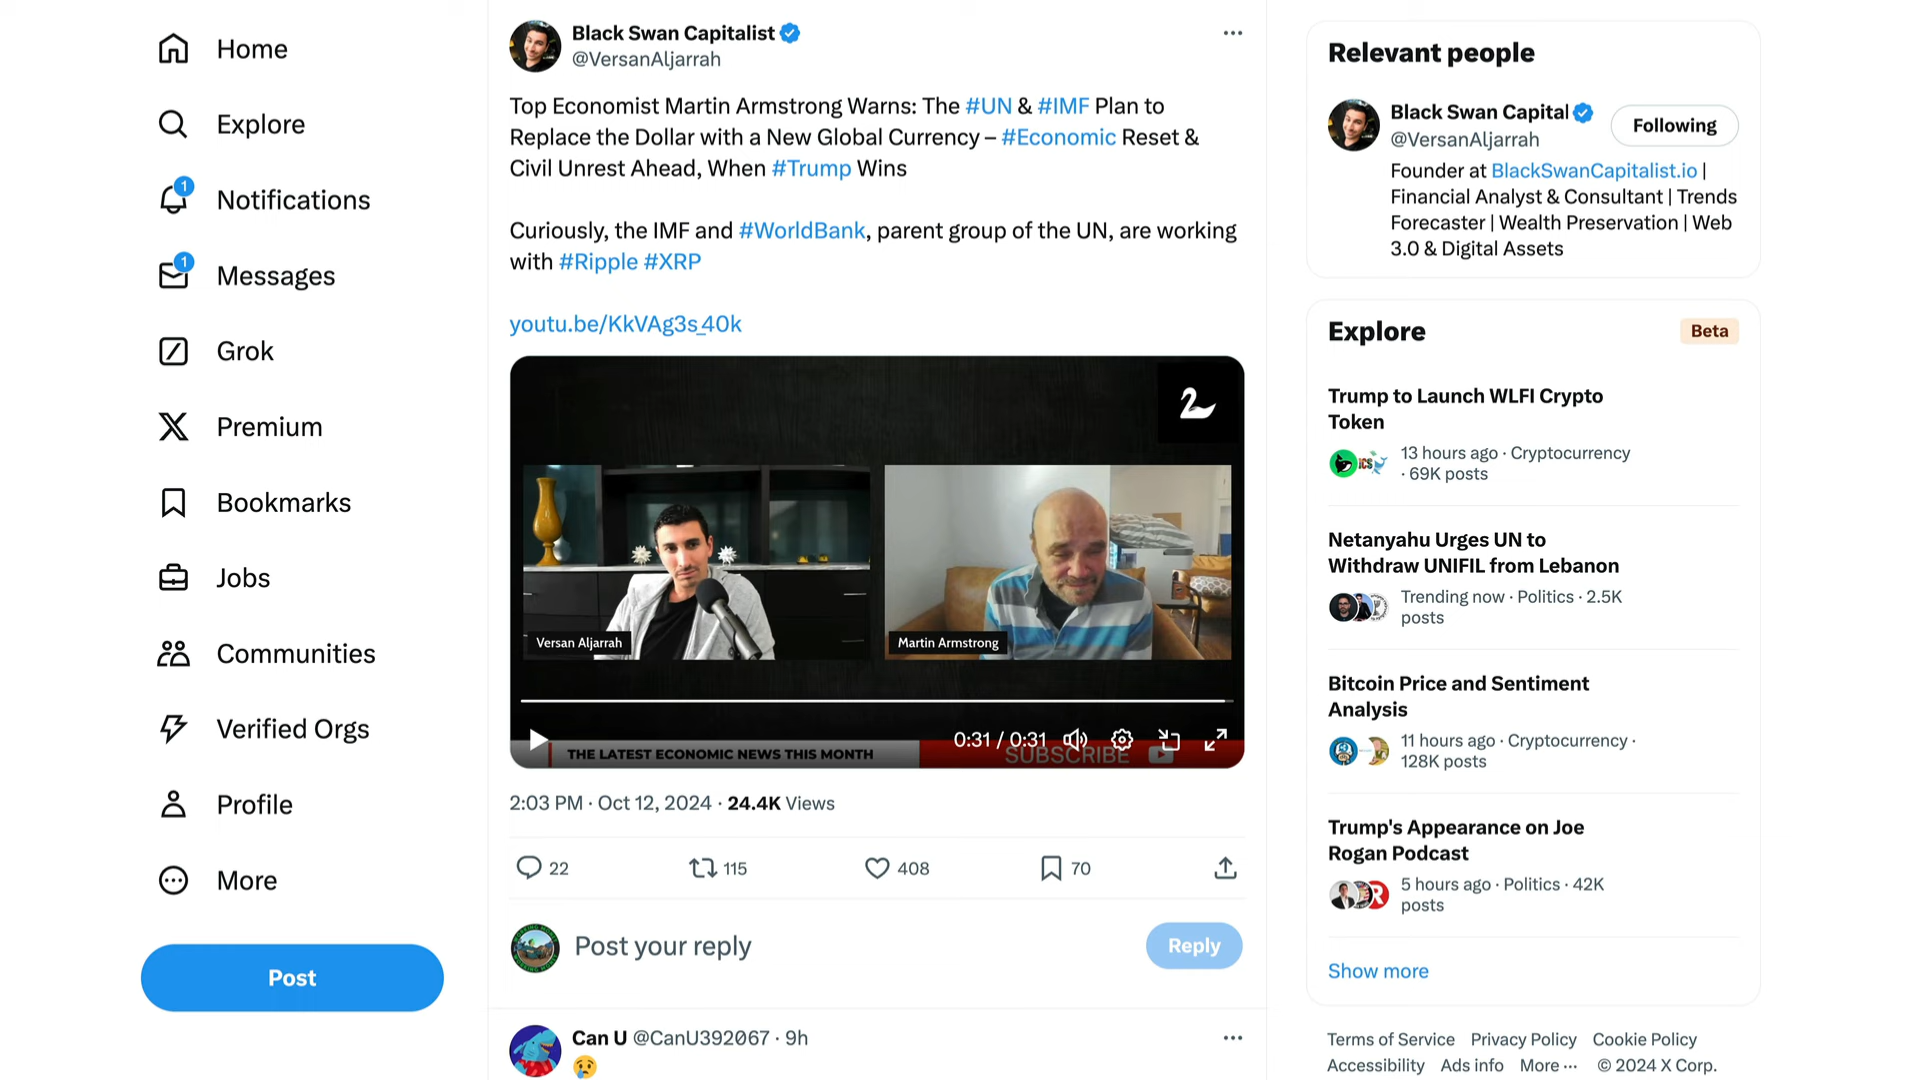 Home
Explore
1
Notifications
1
Messages
Grok
Premium
Bookmarks
Jobs
Communities
Verified Orgs
Profile
More
Post
Black Swan Capitalist
@VersanAljarrah
Top Economist Martin Armstrong Warns: The #UN & #IMF Plan to
Replace the Dollar with a New Global Currency – #Economic Reset &
Civil Unrest Ahead, When #Trump Wins
Curiously, the IMF and #WorldBank, parent group of the UN, are working
with #Ripple #XRP
youtu.be/KkVAg3s_40k
Versan Aljarrah
Martin Armstrong
0:31 / 0:31
THE LATEST ECONOMIC NEWS THIS MONTH
SUBSCRIBE
2:03 PM · Oct 12, 2024 · 24.4K Views
22
115
408
70
Post your reply
Reply
Can U @CanU392067 · 9h
😢
Relevant people
Black Swan Capital
@VersanAljarrah
Following
Founder at BlackSwanCapitalist.io |
Financial Analyst & Consultant | Trends
Forecaster | Wealth Preservation | Web
3.0 & Digital Assets
Explore
Beta
Trump to Launch WLFI Crypto
Token
13 hours ago · Cryptocurrency
· 69K posts
Netanyahu Urges UN to
Withdraw UNIFIL from Lebanon
Trending now · Politics · 2.5K
posts
Bitcoin Price and Sentiment
Analysis
11 hours ago · Cryptocurrency ·
128K posts
Trump's Appearance on Joe
Rogan Podcast
5 hours ago · Politics · 42K
posts
Show more
Terms of Service Privacy Policy Cookie Policy
Accessibility Ads info More ··· © 2024 X Corp.